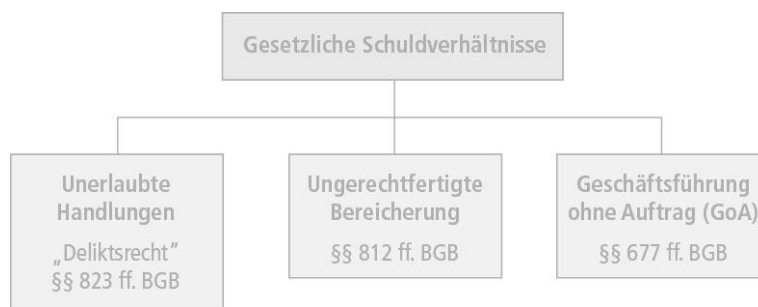 Gesetzliche Schuldverhältnisse
Unerlaubte
Handlungen
„Deliktsrecht”
§§ 823 ff. BGB
Ungerechtfertigte
Bereicherung
§§ 812 ff. BGB
Geschäftsführung
ohne Auftrag (GoA)
§§ 677 ff. BGB